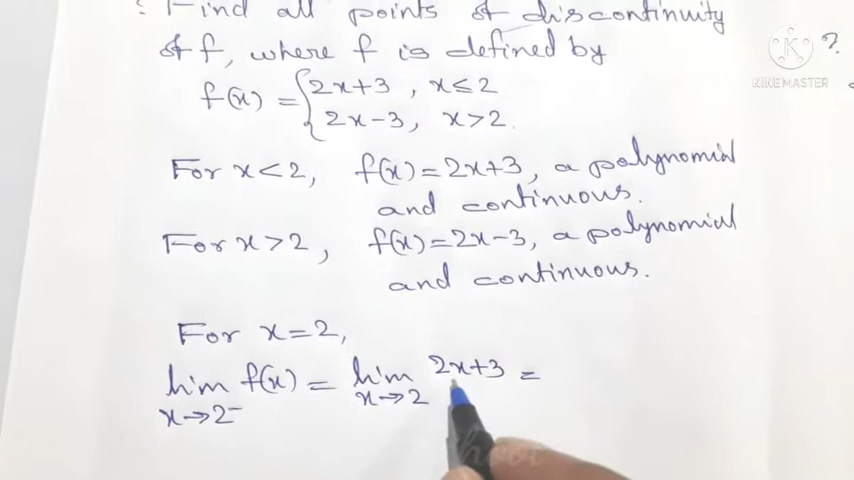 : Find all points of discontinuity
of f, where f is defined by ?
K
KINEMASTER
f(x) = { 2x+3 , x≤2
2x-3, x>2.
For x<2, f(x)=2x+3, a polynomial
and continuous.
For x>2, f(x)=2x-3, a polynomial
and continuous.
For x=2,
lim f(x) = lim 2x+3 =
x→2⁻ x→2